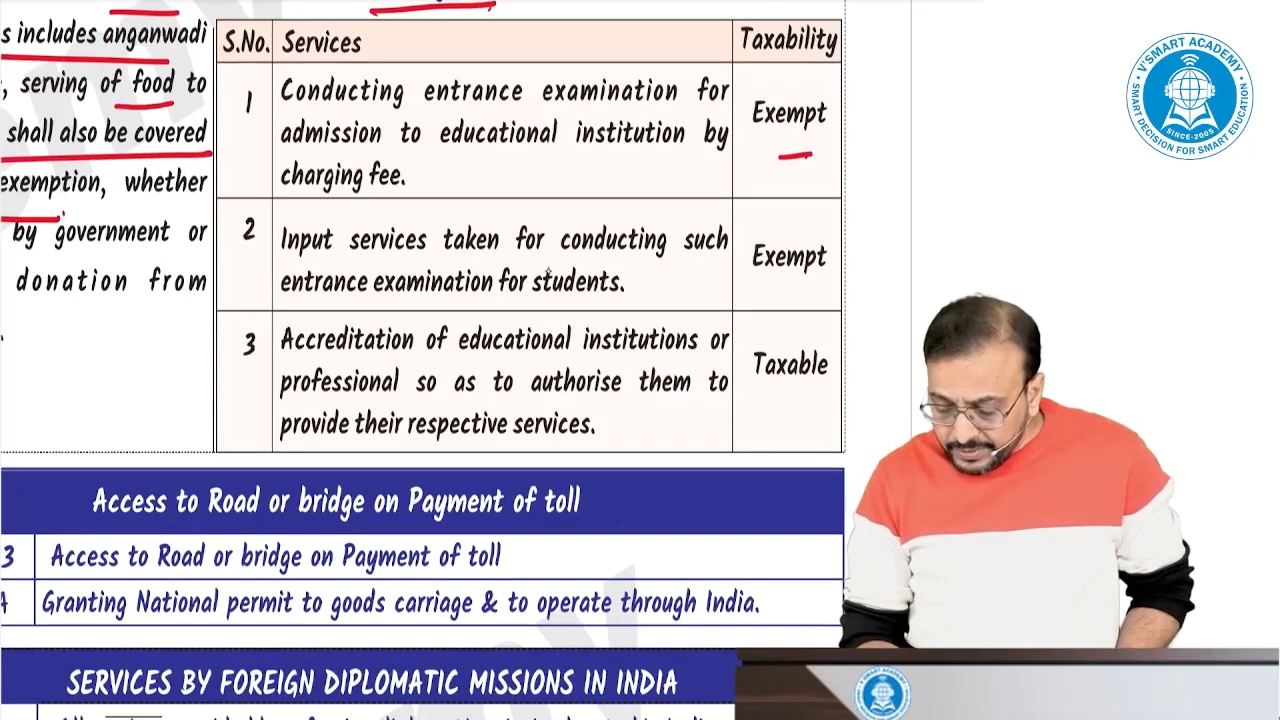 s includes anganwadi
, serving of food to
shall also be covered
exemption, whether
by government or
donation from
S.No. Services Taxability
1 Conducting entrance examination for
admission to educational institution by
charging fee.
Exempt
2 Input services taken for conducting such
entrance examination for students.
Exempt
3 Accreditation of educational institutions or
professional so as to authorise them to
provide their respective services.
Taxable
Access to Road or bridge on Payment of toll
3 Access to Road or bridge on Payment of toll
A Granting National permit to goods carriage & to operate through India.
SERVICES BY FOREIGN DIPLOMATIC MISSIONS IN INDIA
V'SMART ACADEMY
SINCE-2005
SMART DECISION FOR SMART EDUCATION